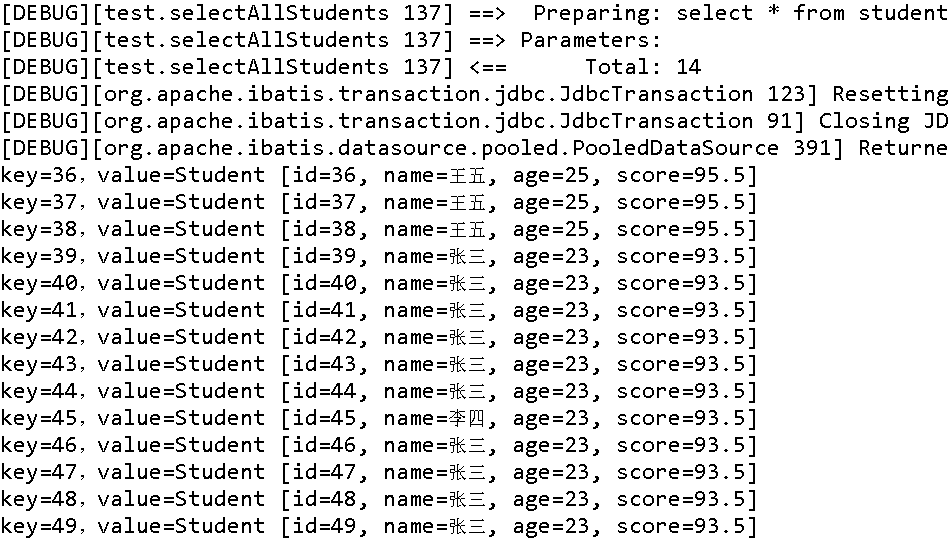 [DEBUG][test.selectAllStudents 137] ==>  Preparing: select * from student
[DEBUG][test.selectAllStudents 137] ==> Parameters:
[DEBUG][test.selectAllStudents 137] <==      Total: 14
[DEBUG][org.apache.ibatis.transaction.jdbc.JdbcTransaction 123] Resetting
[DEBUG][org.apache.ibatis.transaction.jdbc.JdbcTransaction 91] Closing JD
[DEBUG][org.apache.ibatis.datasource.pooled.PooledDataSource 391] Returne
key=36，value=Student [id=36, name=王五, age=25, score=95.5]
key=37，value=Student [id=37, name=王五, age=25, score=95.5]
key=38，value=Student [id=38, name=王五, age=25, score=95.5]
key=39，value=Student [id=39, name=张三, age=23, score=93.5]
key=40，value=Student [id=40, name=张三, age=23, score=93.5]
key=41，value=Student [id=41, name=张三, age=23, score=93.5]
key=42，value=Student [id=42, name=张三, age=23, score=93.5]
key=43，value=Student [id=43, name=张三, age=23, score=93.5]
key=44，value=Student [id=44, name=张三, age=23, score=93.5]
key=45，value=Student [id=45, name=李四, age=23, score=93.5]
key=46，value=Student [id=46, name=张三, age=23, score=93.5]
key=47，value=Student [id=47, name=张三, age=23, score=93.5]
key=48，value=Student [id=48, name=张三, age=23, score=93.5]
key=49，value=Student [id=49, name=张三, age=23, score=93.5]